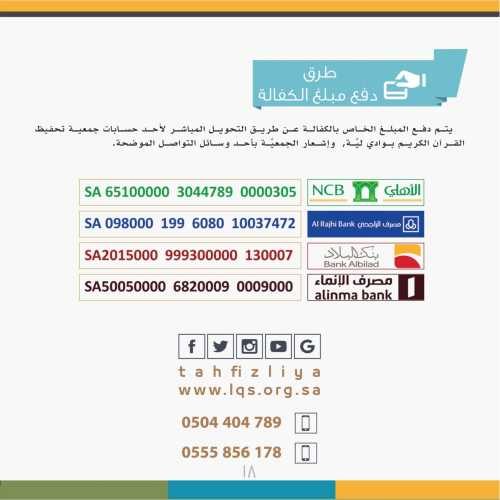 طرق
دفع مبلغ الكفالة
يتم دفع المبلغ الخاص بالكفالة عن طريق التحويل المباشر لأحد حسابات جمعية تحفيظ
القرآن الكريم بوادي ليّة، وإشعار الجمعيّة بأحد وسائل التواصل الموضحة.
SA 65100000 3044789 0000305 NCB الأهلي
SA 098000 199 6080 10037472 Al Rajhi Bank مصرف الراجحي
SA2015000 999300000 130007 بنك البلاد
Bank Albilad
SA50050000 6820009 0009000 مصرف الإنماء
alinma bank
tahfizliya
www.lqs.org.sa
0504 404 789
0555 856 178
١٨